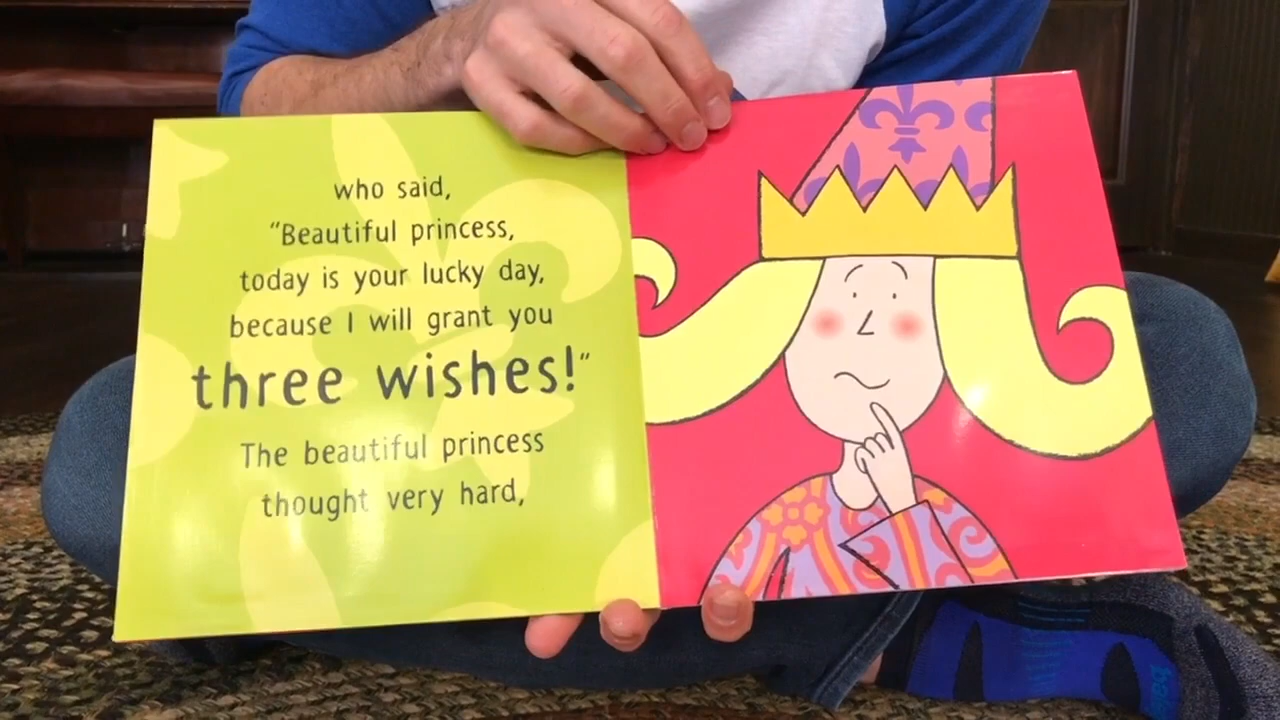 who said,
"Beautiful princess,
today is your lucky day,
because I will grant you
three wishes!"
The beautiful princess
thought very hard,